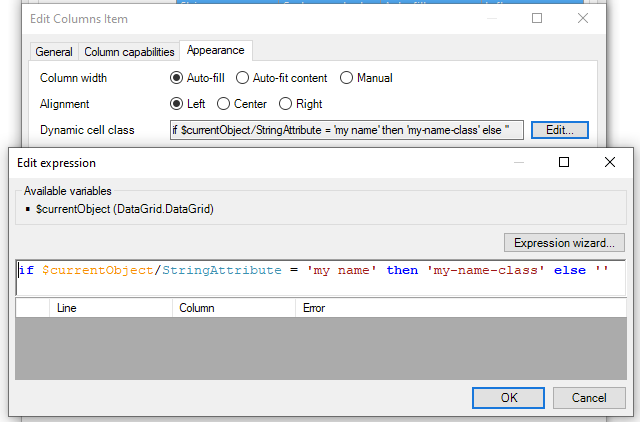 Edit Columns Item
General Column capabilities Appearance
Column width Auto-fill Auto-fit content Manual
Alignment Left Center Right
Dynamic cell class if $currentObject/StringAttribute = 'my name' then 'my-name-class' else '' Edit...
Edit expression
Available variables
$currentObject (DataGrid.DataGrid)
Expression wizard...
if $currentObject/StringAttribute = 'my name' then 'my-name-class' else ''
Line Column Error
OK Cancel